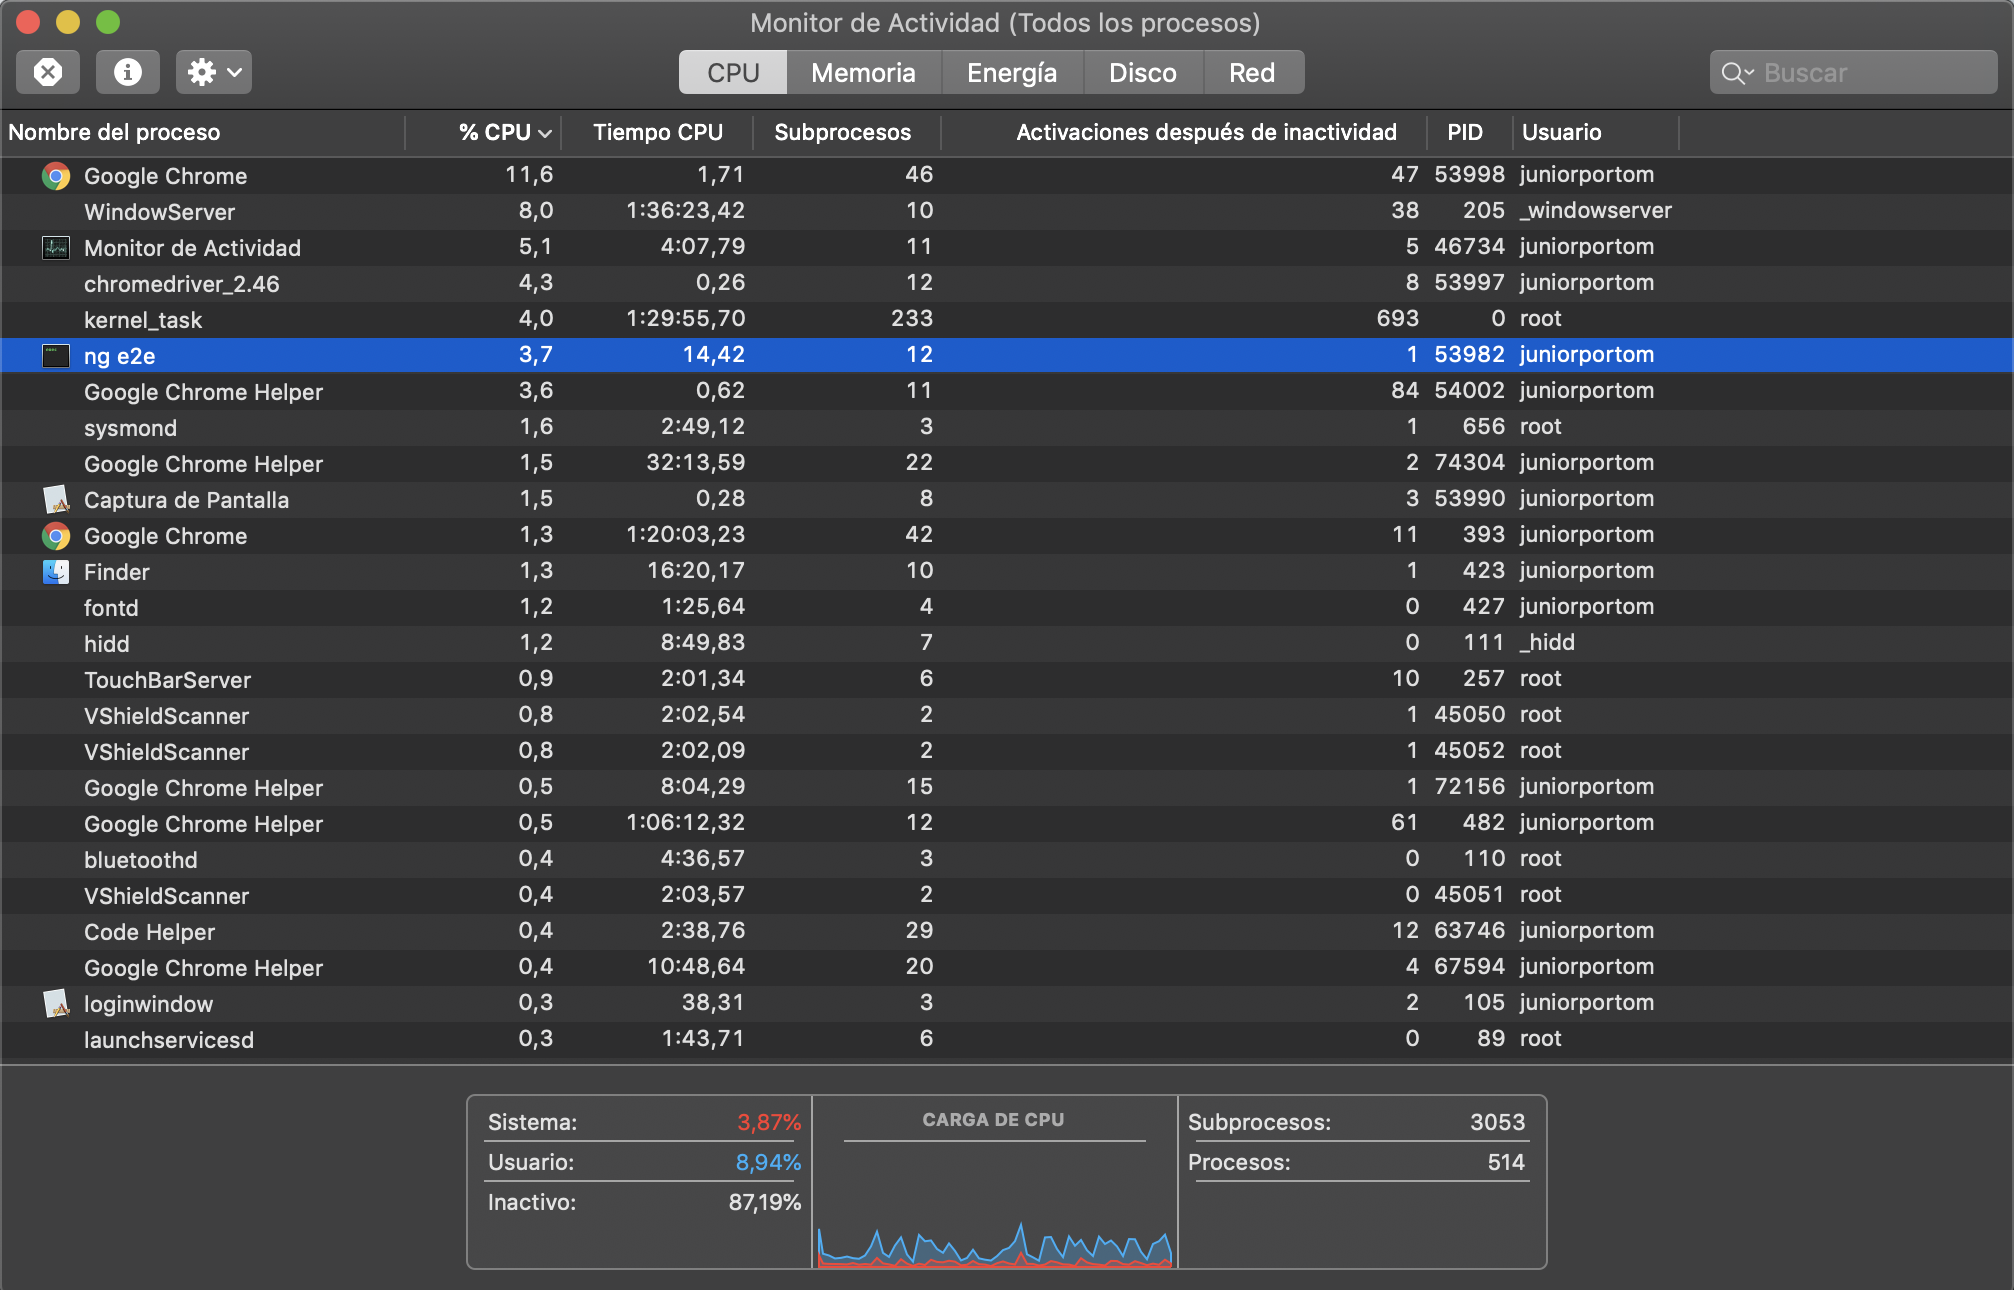 Monitor de Actividad (Todos los procesos)
CPU Memoria Energía Disco Red Buscar
Nombre del proceso % CPU Tiempo CPU Subprocesos Activaciones después de inactividad PID Usuario
Google Chrome 11,6 1,71 46 47 53998 juniorportom
WindowServer 8,0 1:36:23,42 10 38 205 _windowserver
Monitor de Actividad 5,1 4:07,79 11 5 46734 juniorportom
chromedriver_2.46 4,3 0,26 12 8 53997 juniorportom
kernel_task 4,0 1:29:55,70 233 693 0 root
ng e2e 3,7 14,42 12 1 53982 juniorportom
Google Chrome Helper 3,6 0,62 11 84 54002 juniorportom
sysmond 1,6 2:49,12 3 1 656 root
Google Chrome Helper 1,5 32:13,59 22 2 74304 juniorportom
Captura de Pantalla 1,5 0,28 8 3 53990 juniorportom
Google Chrome 1,3 1:20:03,23 42 11 393 juniorportom
Finder 1,3 16:20,17 10 1 423 juniorportom
fontd 1,2 1:25,64 4 0 427 juniorportom
hidd 1,2 8:49,83 7 0 111 _hidd
TouchBarServer 0,9 2:01,34 6 10 257 root
VShieldScanner 0,8 2:02,54 2 1 45050 root
VShieldScanner 0,8 2:02,09 2 1 45052 root
Google Chrome Helper 0,5 8:04,29 15 1 72156 juniorportom
Google Chrome Helper 0,5 1:06:12,32 12 61 482 juniorportom
bluetoothd 0,4 4:36,57 3 0 110 root
VShieldScanner 0,4 2:03,57 2 0 45051 root
Code Helper 0,4 2:38,76 29 12 63746 juniorportom
Google Chrome Helper 0,4 10:48,64 20 4 67594 juniorportom
loginwindow 0,3 38,31 3 2 105 juniorportom
launchservicesd 0,3 1:43,71 6 0 89 root
Sistema: 3,87%
Usuario: 8,94%
Inactivo: 87,19%
CARGA DE CPU
Subprocesos: 3053
Procesos: 514